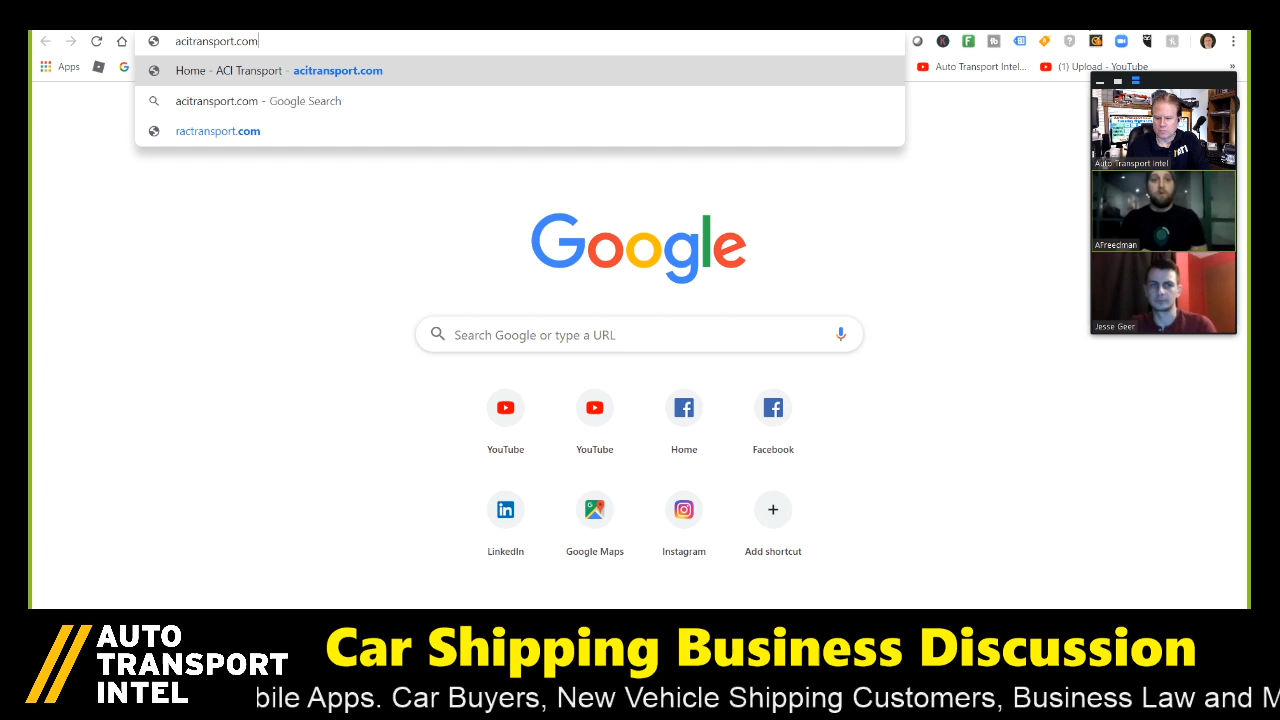 acitransport.com
Apps
Auto Transport Intel...
(1) Upload - YouTube
»
Home - ACI Transport - acitransport.com
acitransport.com - Google Search
ractransport.com
Auto Transport Intel
AFreedman
Jesse Geer
Google
Search Google or type a URL
YouTube
YouTube
Home
Facebook
LinkedIn
Google Maps
Instagram
Add shortcut
AUTO
TRANSPORT
INTEL
Car Shipping Business Discussion
bile Apps. Car Buyers, New Vehicle Shipping Customers, Business Law and M